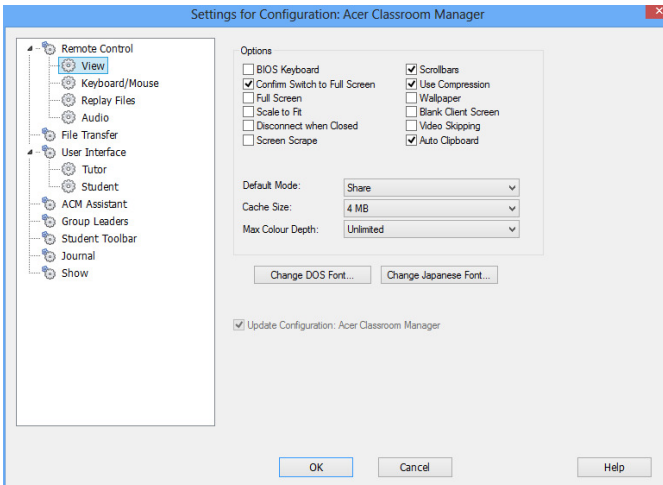 Settings for Configuration: Acer Classroom Manager
Remote Control
View
Keyboard/Mouse
Replay Files
Audio
File Transfer
User Interface
Tutor
Student
ACM Assistant
Group Leaders
Student Toolbar
Journal
Show
Options
BIOS Keyboard
Confirm Switch to Full Screen
Full Screen
Scale to Fit
Disconnect when Closed
Screen Scrape
Scrollbars
Use Compression
Wallpaper
Blank Client Screen
Video Skipping
Auto Clipboard
Default Mode: Share
Cache Size: 4 MB
Max Colour Depth: Unlimited
Change DOS Font... Change Japanese Font...
Update Configuration: Acer Classroom Manager
OK Cancel Help